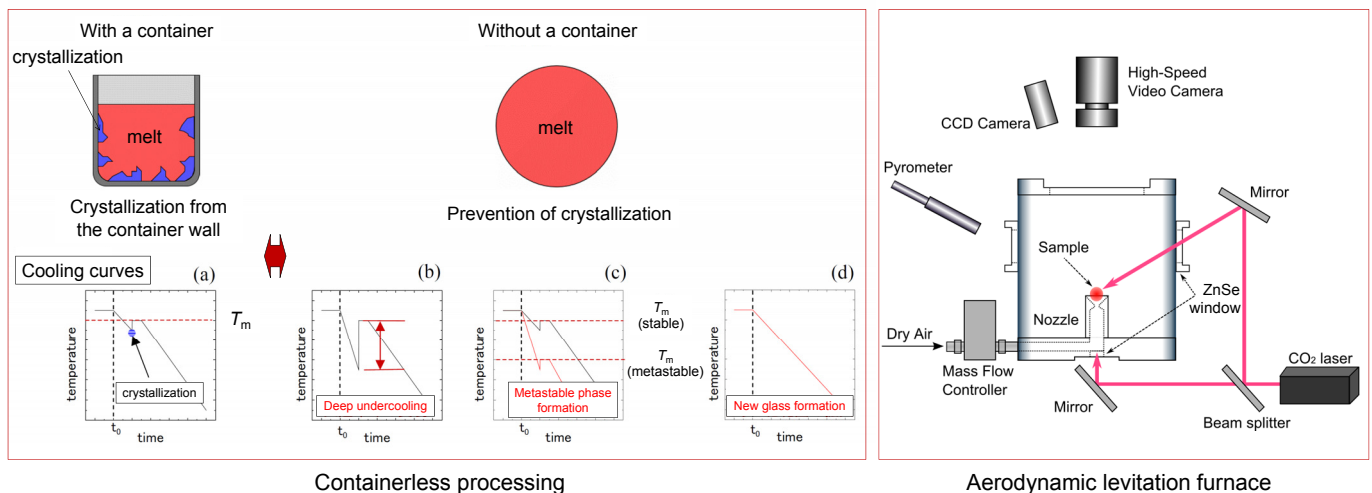 With a container
crystallization
melt
Crystallization from
the container wall
Without a container
melt
Prevention of crystallization
Cooling curves
(a)
temperature
crystallization
t₀
time
Tm
(b)
temperature
Deep undercooling
t₀
time
(c)
temperature
Metastable phase
formation
t₀
time
Tm
(stable)
Tm
(metastable)
(d)
temperature
New glass formation
t₀
time
Containerless processing
High-Speed
Video Camera
CCD Camera
Pyrometer
Mirror
Sample
ZnSe
window
Nozzle
Dry Air
Mass Flow
Controller
CO₂ laser
Mirror
Beam splitter
Aerodynamic levitation furnace